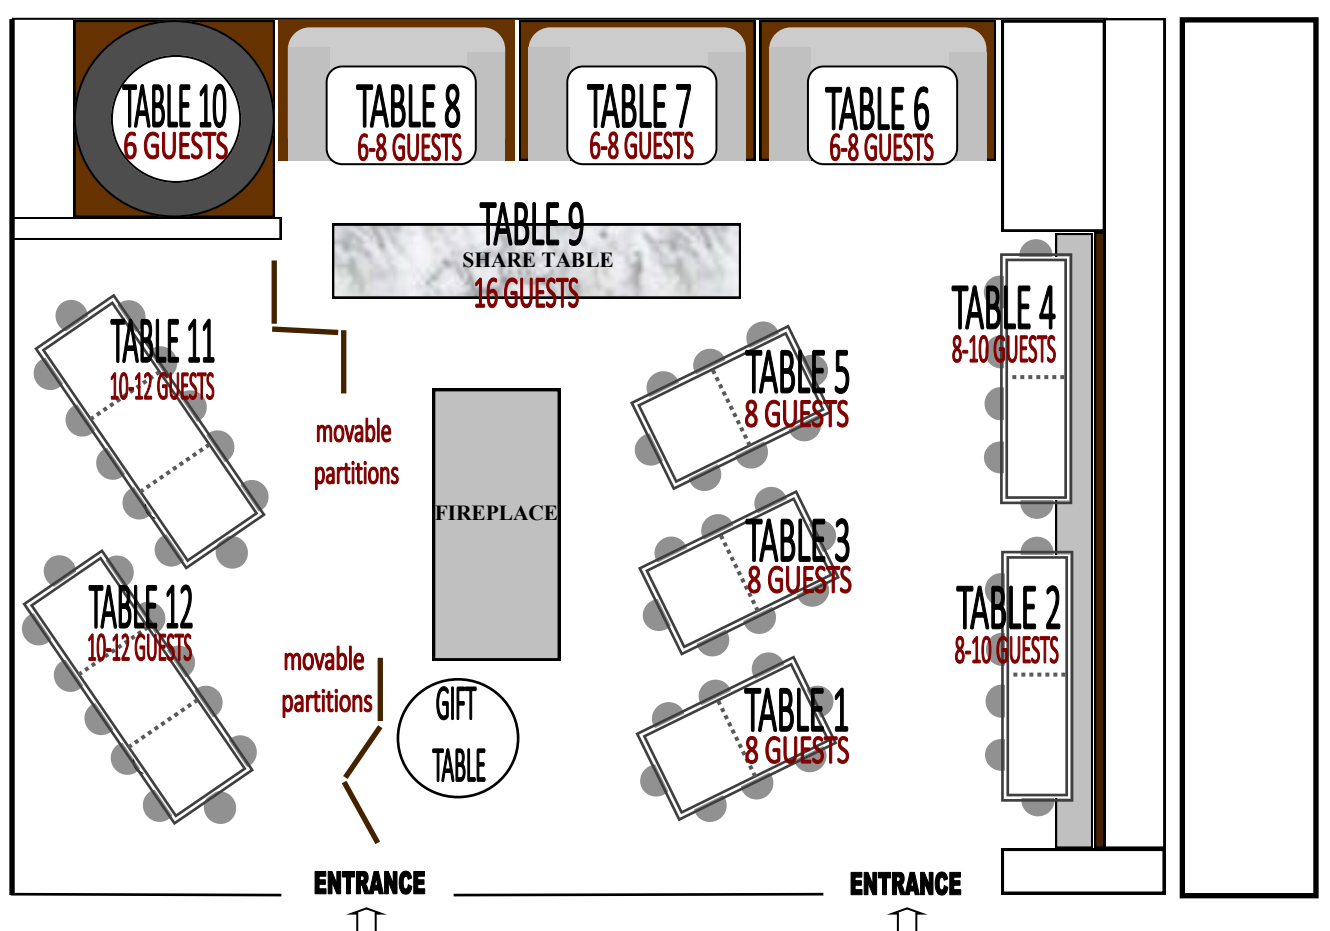 TABLE 10
6 GUESTS
TABLE 8
6-8 GUESTS
TABLE 7
6-8 GUESTS
TABLE 6
6-8 GUESTS
TABLE 9
SHARE TABLE
16 GUESTS
TABLE 11
10-12 GUESTS
movable
partitions
TABLE 5
8 GUESTS
TABLE 4
8-10 GUESTS
FIREPLACE
TABLE 3
8 GUESTS
TABLE 12
10-12 GUESTS
TABLE 2
8-10 GUESTS
movable
partitions
GIFT
TABLE
TABLE 1
8 GUESTS
ENTRANCE
ENTRANCE